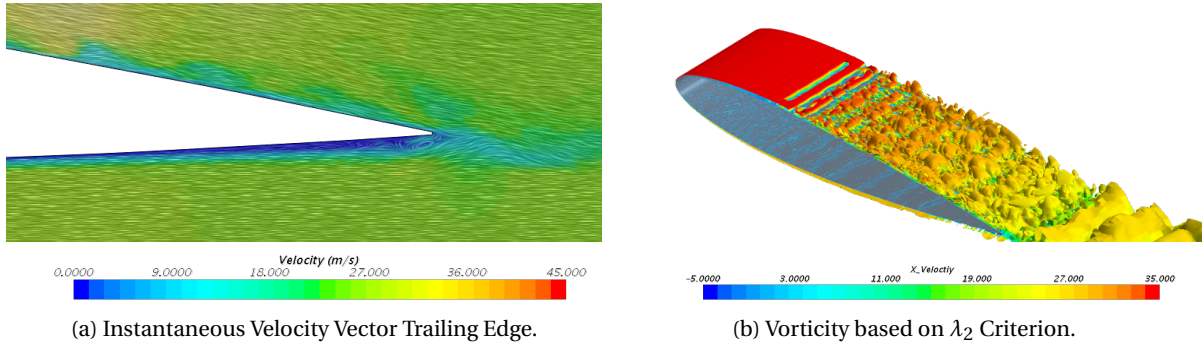 Velocity (m/s)
0.0000 9.0000 18.000 27.000 36.000 45.000
(a) Instantaneous Velocity Vector Trailing Edge.
X_Velectiy
-5.0000 3.0000 11.000 19.000 27.000 35.000
(b) Vorticity based on λ₂ Criterion.